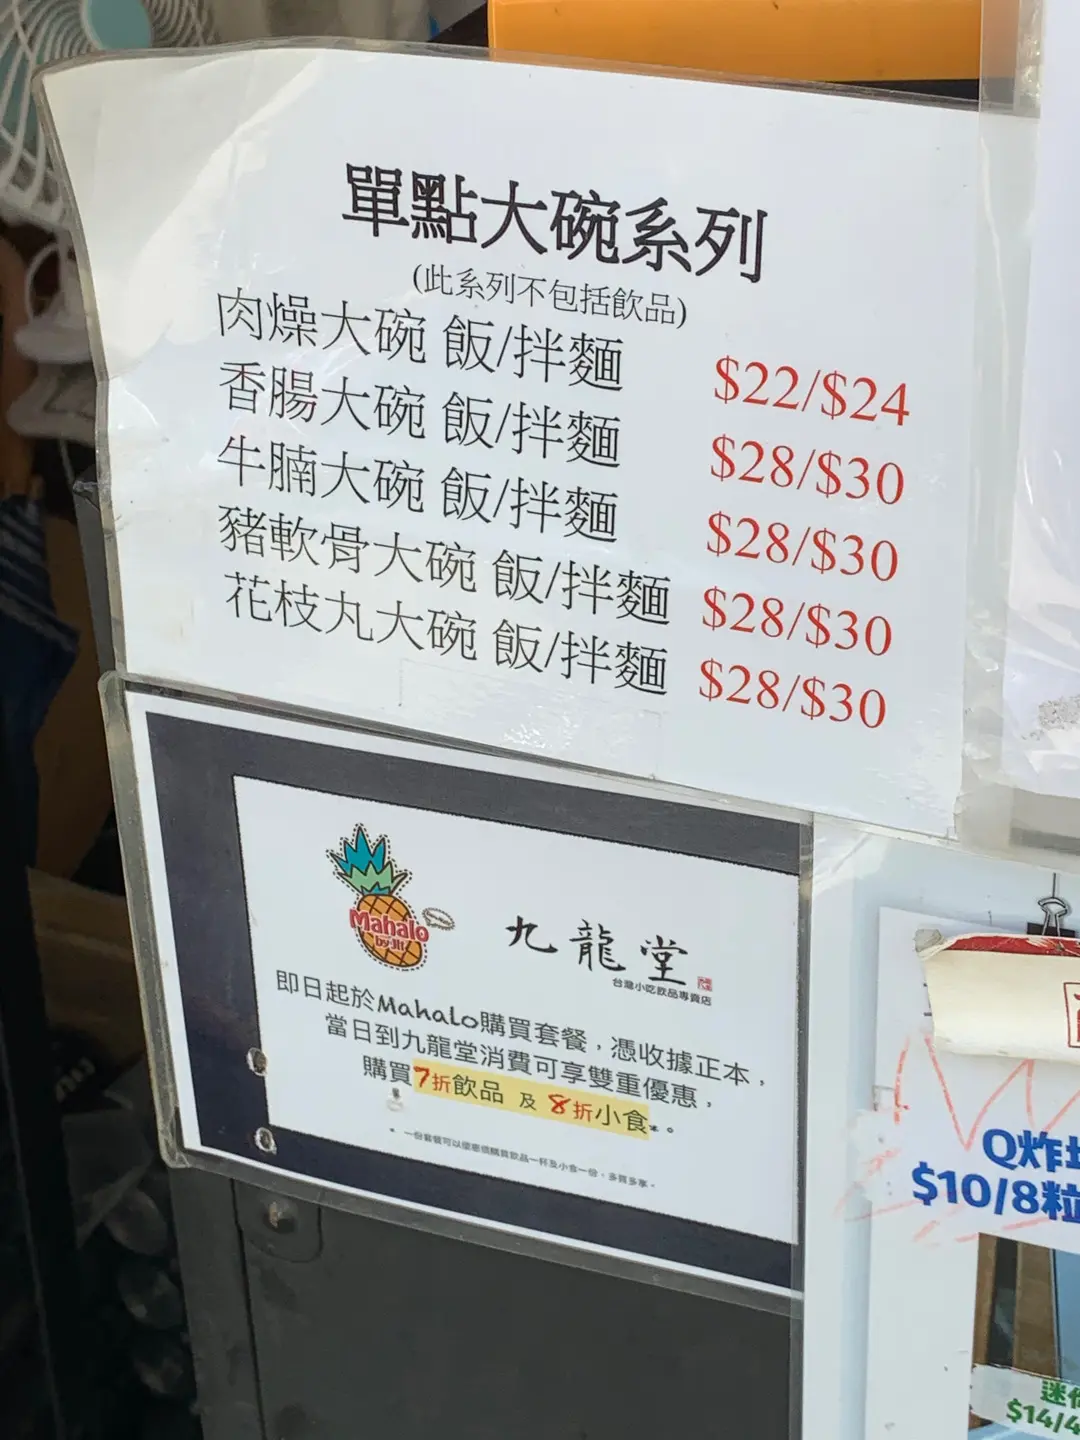 單點大碗系列
(此系列不包括飲品)
肉燥大碗 飯/拌麵 $22/$24
香腸大碗 飯/拌麵 $28/$30
牛腩大碗 飯/拌麵 $28/$30
豬軟骨大碗 飯/拌麵 $28/$30
花枝丸大碗 飯/拌麵 $28/$30
Mahalo
by Jit
九龍堂
台灣小吃飲品專賣店
即日起於Mahalo購買套餐，憑收據正本，
當日到九龍堂消費可享雙重優惠，
購買7折飲品 及 8折小食*。
Q炸
$10/8粒
迷
$14/4